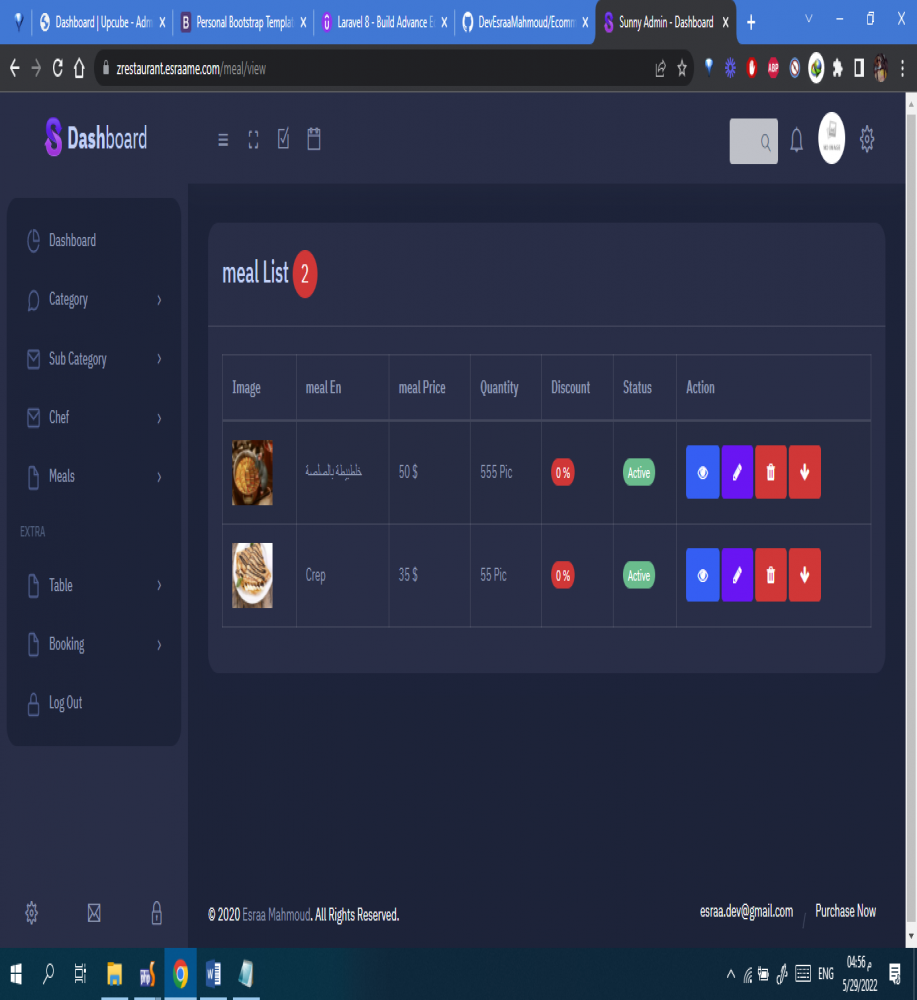 Dashboard | Upcube - Adm
Personal Bootstrap Templat
Laravel 8 - Build Advance E
DevEsraaMahmoud/Ecomm
Sunny Admin - Dashboard
zrestaurant.esraame.com/meal/view
ABP
Dashboard
NO IMAGE
Dashboard
Category
Sub Category
Chef
Meals
EXTRA
Table
Booking
Log Out
meal List 2
Image meal En meal Price Quantity Discount Status Action
50 $ 555 Pic 0 % Active
Crep 35 $ 55 Pic 0 % Active
© 2020 Esraa Mahmoud. All Rights Reserved.
esraa.dev@gmail.com / Purchase Now
ENG
04:56 م
5/29/2022